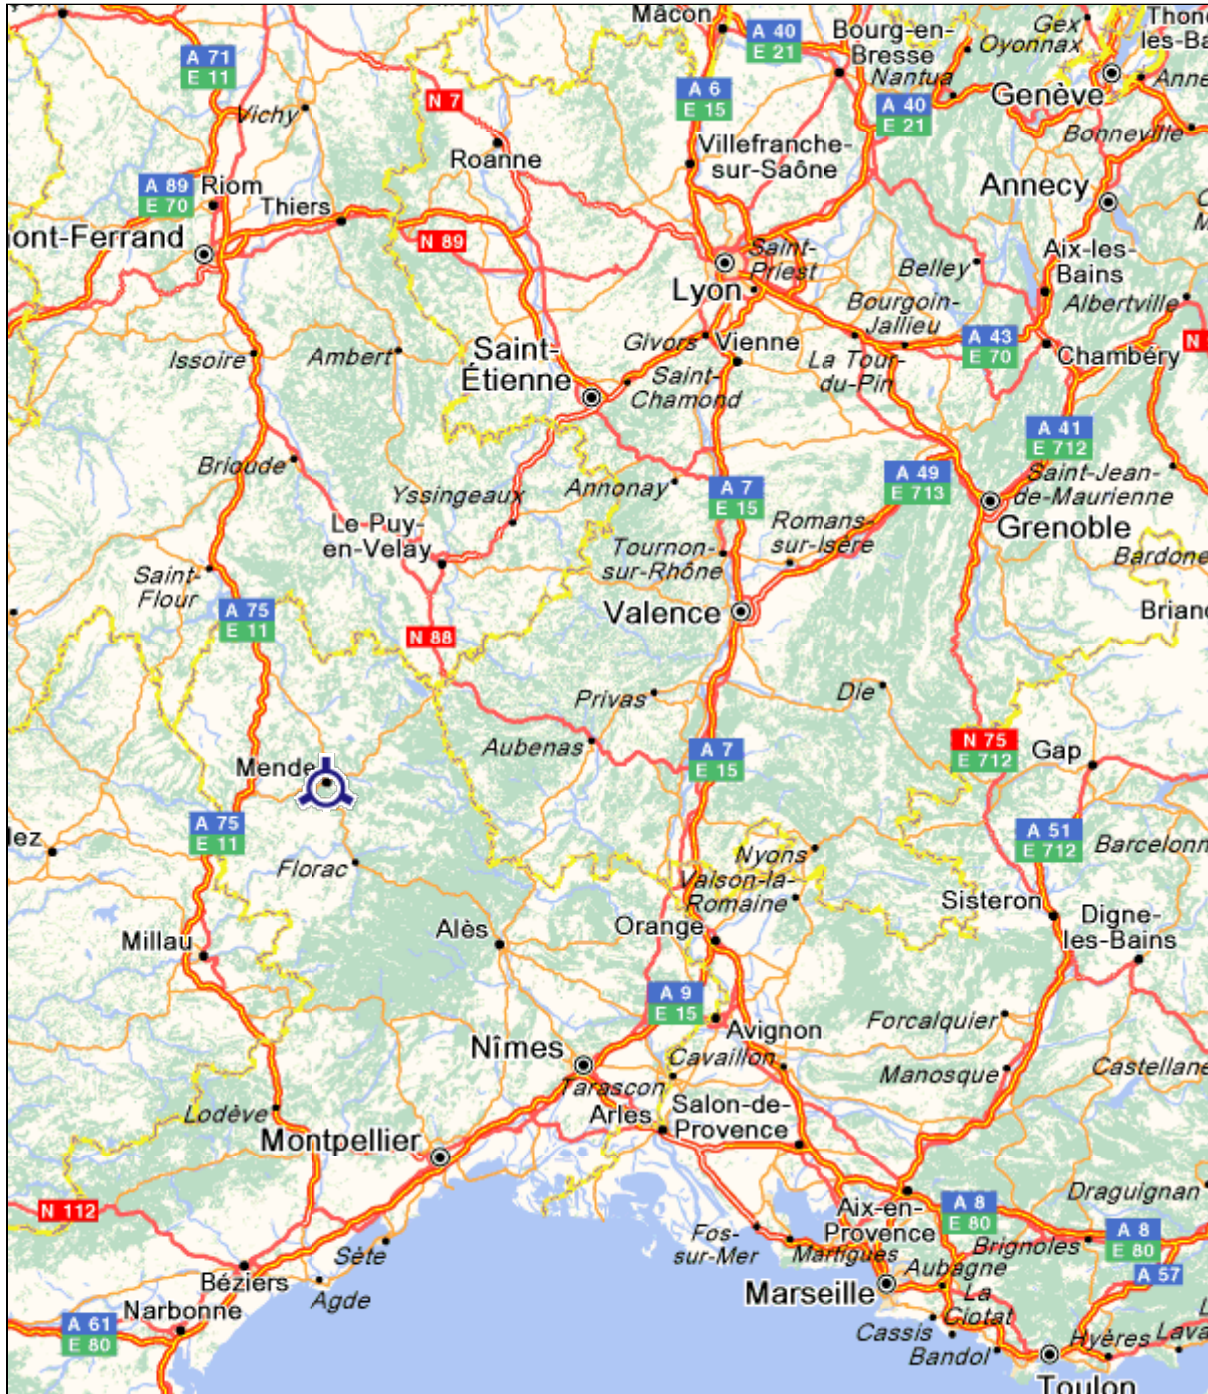 Mâcon
A 40
E 21
Bourg-en-
Bresse
Gex
Oyonnax
Nantua
Genève
A 71
E 11
Vichy
N 7
A 6
E 15
A 40
E 21
Bonneville
Roanne
Villefranche-
sur-Saône
A 89
E 70
Riom
Thiers
Annecy
N 89
Saint-
Priest
Lyon
Belley
Aix-les-
Bains
Albertville
Issoire
Ambert
Saint-
Étienne
Givors
Vienne
Bourgoin-
Jallieu
La Tour-
du-Pin
A 43
E 70
Chambéry
N
Saint-
Chamond
A 41
E 712
Brioude
Yssingeaux
Annonay
A 7
E 15
A 49
E 713
Saint-Jean-
de-Maurienne
Grenoble
Le Puy-
en-Velay
Tournon-
sur-Rhône
Romans-
sur-Isère
Saint-
Flour
A 75
E 11
N 88
Valence
Privas
Die
Aubenas
A 7
E 15
N 75
E 712
Gap
Mende
A 75
E 11
Florac
Nyons
Vaison-la-
Romaine
A 51
E 712
Millau
Alès
Orange
Sisteron
Digne-
les-Bains
A 9
E 15
Avignon
Forcalquier
Nîmes
Cavaillon
Tarascon
Manosque
Castellane
Lodève
Arles
Salon-de-
Provence
Montpellier
N 112
Aix-en-
Provence
A 8
E 80
Draguignan
Sète
Fos-
sur-Mer
Martigues
Brignoles
A 8
E 80
Béziers
Agde
Marseille
Aubagne
A 57
Narbonne
A 61
E 80
La
Ciotat
Cassis
Bandol
Hyères
Toulon